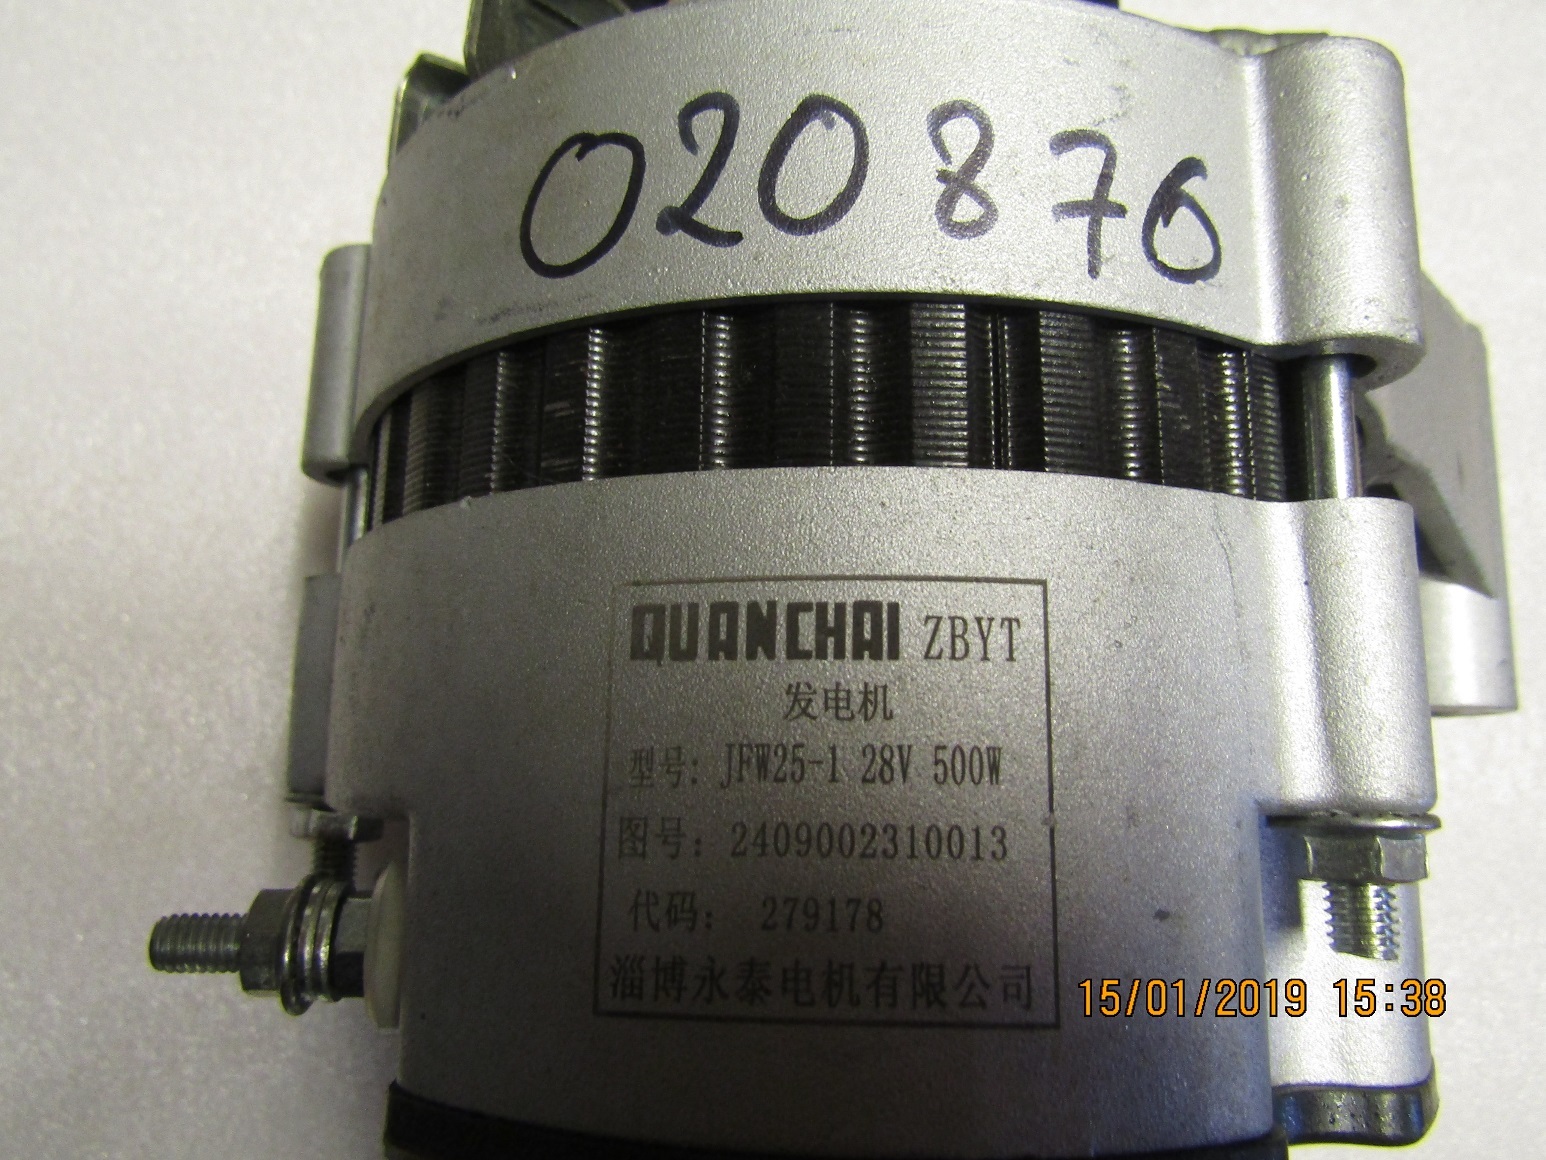 020876
QUANCHAI ZBYT
发电机
型号: JFW25-1 28V 500W
图号: 2409002310013
代码: 279178
淄博永泰电机有限公司
15/01/2019 15:38